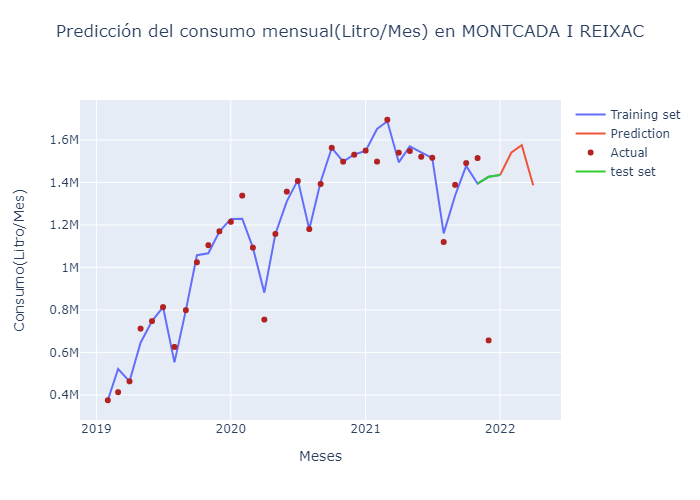 Predicción del consumo mensual(Litro/Mes) en MONTCADA I REIXAC
Training set
Prediction
Actual
test set
Consumo(Litro/Mes)
1.6M
1.4M
1.2M
1M
0.8M
0.6M
0.4M
2019 2020 2021 2022
Meses